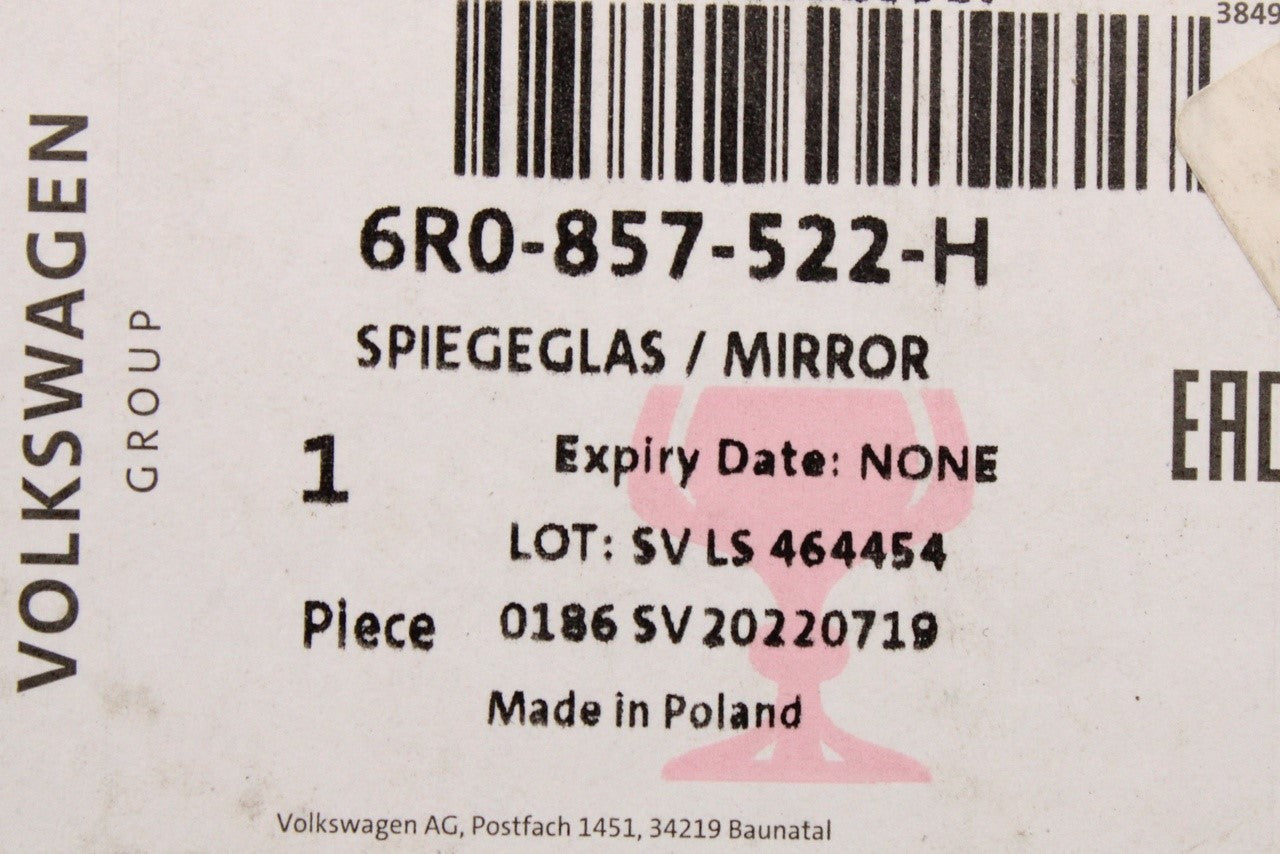 3849
6R0-857-522-H
SPIEGEGLAS / MIRROR
EAC
1
Expiry Date: NONE
LOT: SV LS 464454
Piece
0186 SV 20220719
Made in Poland
Volkswagen AG, Postfach 1451, 34219 Baunatal
VOLKSWAGEN
GROUP